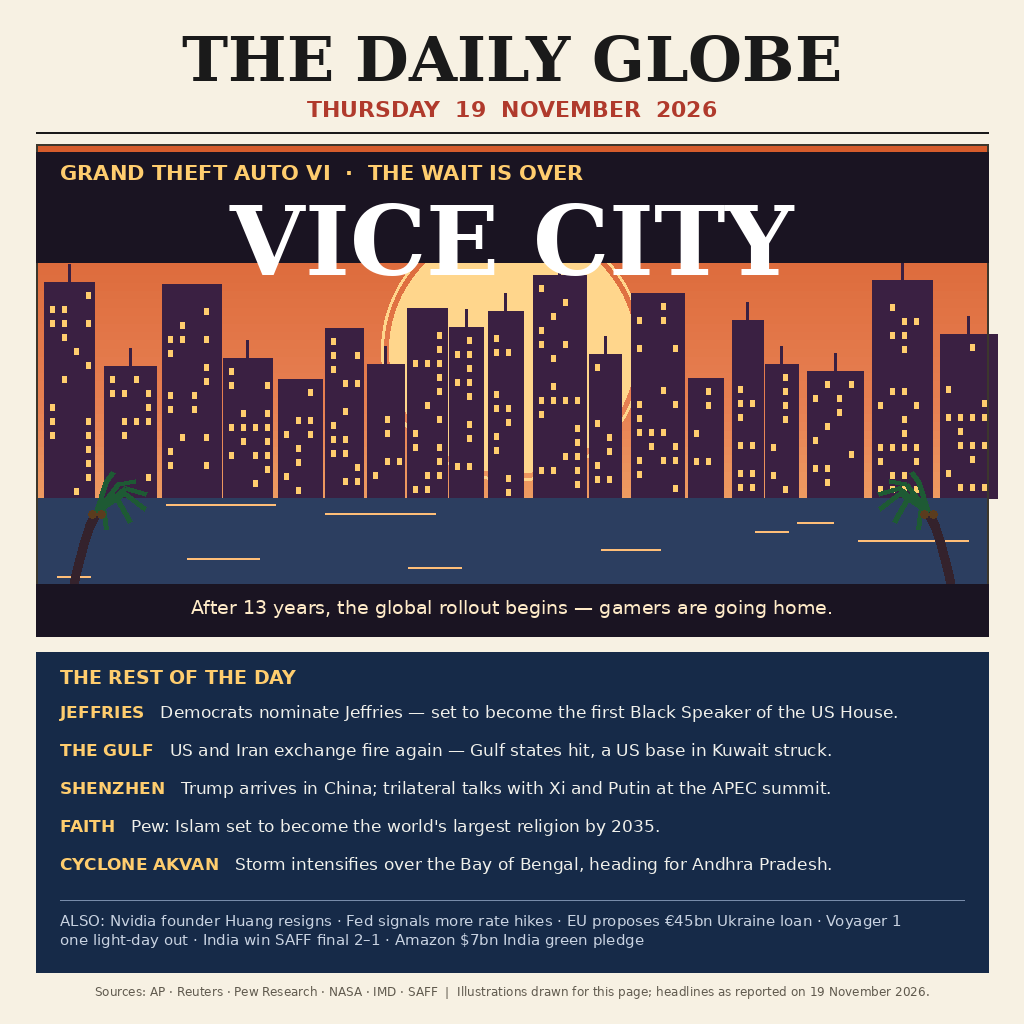 THE DAILY GLOBE
THURSDAY 19 NOVEMBER 2026
GRAND THEFT AUTO VI · THE WAIT IS OVER
VICE CITY
After 13 years, the global rollout begins — gamers are going home.
THE REST OF THE DAY
JEFFRIES Democrats nominate Jeffries — set to become the first Black Speaker of the US House.
THE GULF US and Iran exchange fire again — Gulf states hit, a US base in Kuwait struck.
SHENZHEN Trump arrives in China; trilateral talks with Xi and Putin at the APEC summit.
FAITH Pew: Islam set to become the world's largest religion by 2035.
CYCLONE AKVAN Storm intensifies over the Bay of Bengal, heading for Andhra Pradesh.
ALSO: Nvidia founder Huang resigns · Fed signals more rate hikes · EU proposes €45bn Ukraine loan · Voyager 1
one light-day out · India win SAFF final 2–1 · Amazon $7bn India green pledge
Sources: AP · Reuters · Pew Research · NASA · IMD · SAFF | Illustrations drawn for this page; headlines as reported on 19 November 2026.